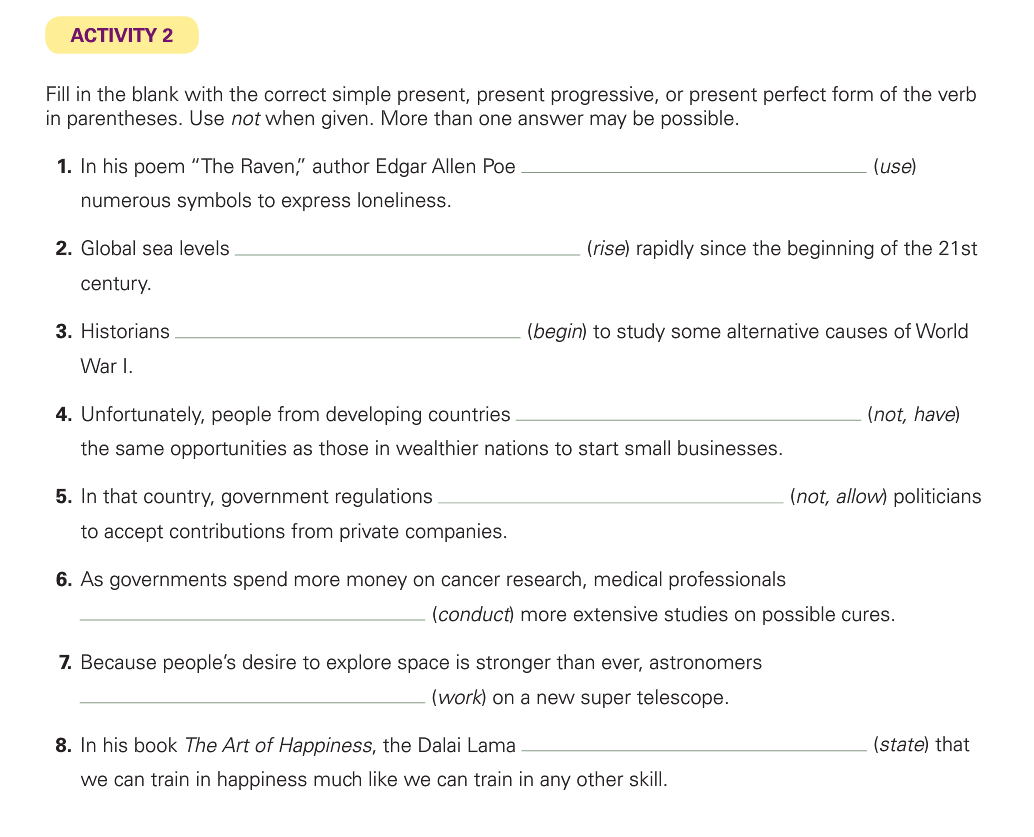 ACTIVITY 2
Fill in the blank with the correct simple present, present progressive, or present perfect form of the verb
in parentheses. Use not when given. More than one answer may be possible.
1. In his poem “The Raven,” author Edgar Allen Poe ______________ (use)
numerous symbols to express loneliness.
2. Global sea levels ______________ (rise) rapidly since the beginning of the 21st
century.
3. Historians ______________ (begin) to study some alternative causes of World
War I.
4. Unfortunately, people from developing countries ______________ (not, have)
the same opportunities as those in wealthier nations to start small businesses.
5. In that country, government regulations ______________ (not, allow) politicians
to accept contributions from private companies.
6. As governments spend more money on cancer research, medical professionals
______________ (conduct) more extensive studies on possible cures.
7. Because people’s desire to explore space is stronger than ever, astronomers
______________ (work) on a new super telescope.
8. In his book The Art of Happiness, the Dalai Lama ______________ (state) that
we can train in happiness much like we can train in any other skill.